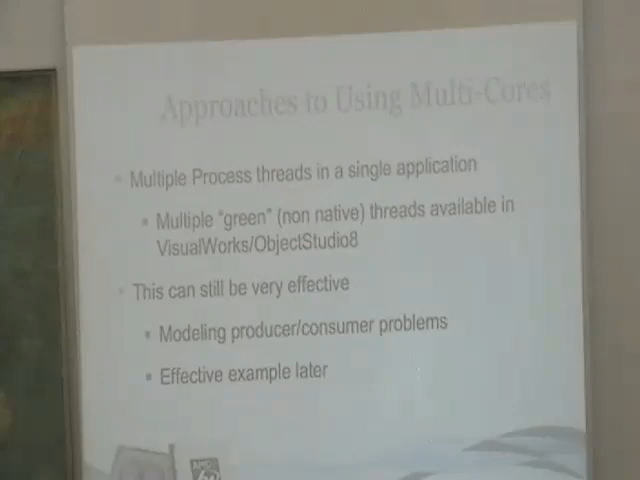 Approaches to Using Multi-Cores
Multiple Process threads in a single application
Multiple "green" (non native) threads available in
VisualWorks/ObjectStudio8
This can still be very effective
Modeling producer/consumer problems
Effective example later